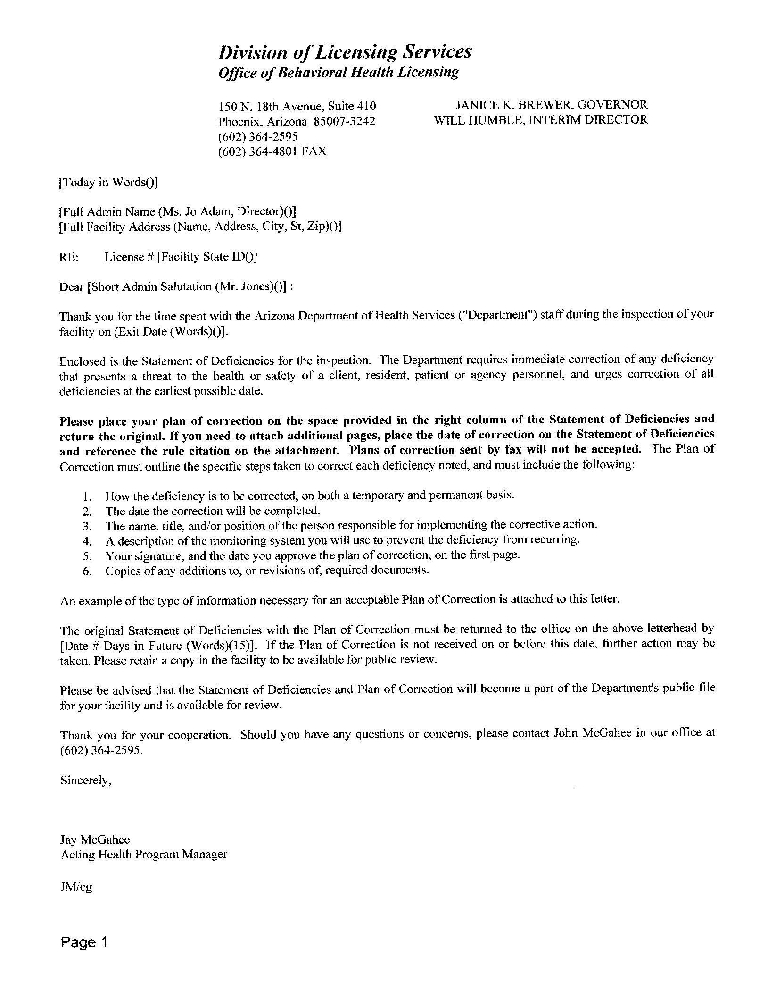 Division of Licensing Services
Office of Behavioral Health Licensing
150 N. 18th Avenue, Suite 410
Phoenix, Arizona 85007-3242
(602) 364-2595
(602) 364-4801 FAX
JANICE K. BREWER, GOVERNOR
WILL HUMBLE, INTERIM DIRECTOR
[Today in Words()]
[Full Admin Name (Ms. Jo Adam, Director)()]
[Full Facility Address (Name, Address, City, St, Zip)()]
RE: License # [Facility State ID()]
Dear [Short Admin Salutation (Mr. Jones)()] :
Thank you for the time spent with the Arizona Department of Health Services ("Department") staff during the inspection of your
facility on [Exit Date (Words)()].
Enclosed is the Statement of Deficiencies for the inspection. The Department requires immediate correction of any deficiency
that presents a threat to the health or safety of a client, resident, patient or agency personnel, and urges correction of all
deficiencies at the earliest possible date.
Please place your plan of correction on the space provided in the right column of the Statement of Deficiencies and
return the original. If you need to attach additional pages, place the date of correction on the Statement of Deficiencies
and reference the rule citation on the attachment. Plans of correction sent by fax will not be accepted. The Plan of
Correction must outline the specific steps taken to correct each deficiency noted, and must include the following:
1. How the deficiency is to be corrected, on both a temporary and permanent basis.
2. The date the correction will be completed.
3. The name, title, and/or position of the person responsible for implementing the corrective action.
4. A description of the monitoring system you will use to prevent the deficiency from recurring.
5. Your signature, and the date you approve the plan of correction, on the first page.
6. Copies of any additions to, or revisions of, required documents.
An example of the type of information necessary for an acceptable Plan of Correction is attached to this letter.
The original Statement of Deficiencies with the Plan of Correction must be returned to the office on the above letterhead by
[Date # Days in Future (Words)(15)]. If the Plan of Correction is not received on or before this date, further action may be
taken. Please retain a copy in the facility to be available for public review.
Please be advised that the Statement of Deficiencies and Plan of Correction will become a part of the Department's public file
for your facility and is available for review.
Thank you for your cooperation. Should you have any questions or concerns, please contact John McGahee in our office at
(602) 364-2595.
Sincerely,
Jay McGahee
Acting Health Program Manager
JM/eg
Page 1